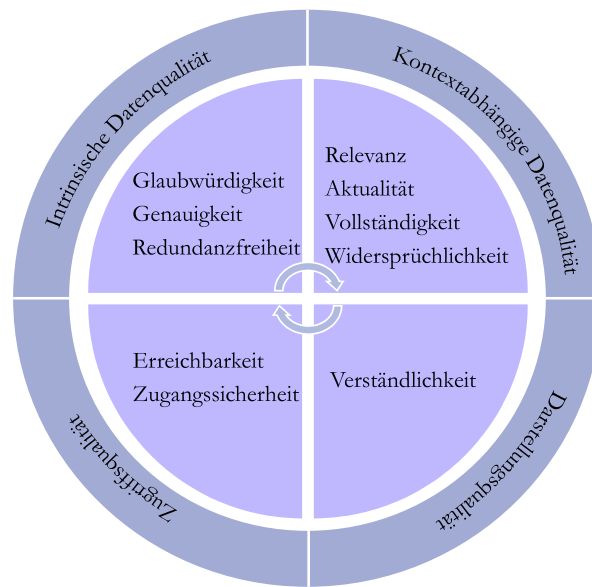 Intrinsische Datenqualität
Kontextabhängige Datenqualität
Glaubwürdigkeit
Genauigkeit
Redundanzfreiheit
Relevanz
Aktualität
Vollständigkeit
Widersprüchlichkeit
Erreichbarkeit
Zugangssicherheit
Verständlichkeit
Zugriffsqualität
Darstellungsqualität